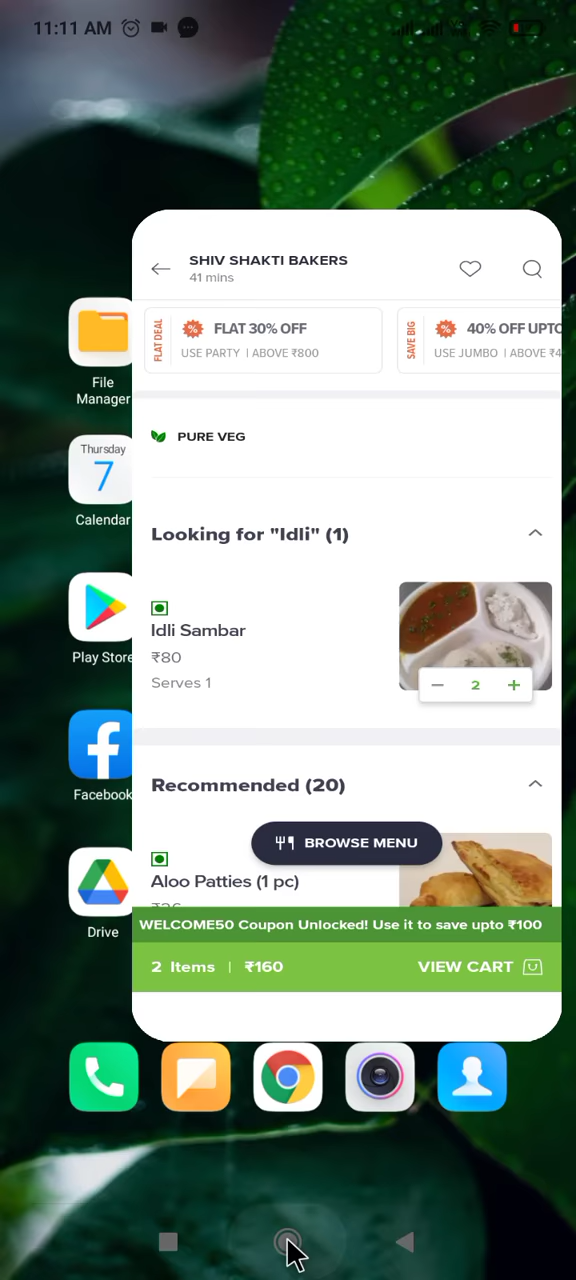 11:11 AM
SHIV SHAKTI BAKERS
41 mins
FLAT DEAL
FLAT 30% OFF
USE PARTY | ABOVE ₹800
SAVE BIG
40% OFF UPTO
USE JUMBO | ABOVE ₹4
PURE VEG
File
Manager
Thursday
7
Calendar
Looking for "Idli" (1)
Idli Sambar
₹80
Serves 1
2
Play Store
Recommended (20)
Facebook
BROWSE MENU
Aloo Patties (1 pc)
Drive
WELCOME50 Coupon Unlocked! Use it to save upto ₹100
2 Items | ₹160
VIEW CART